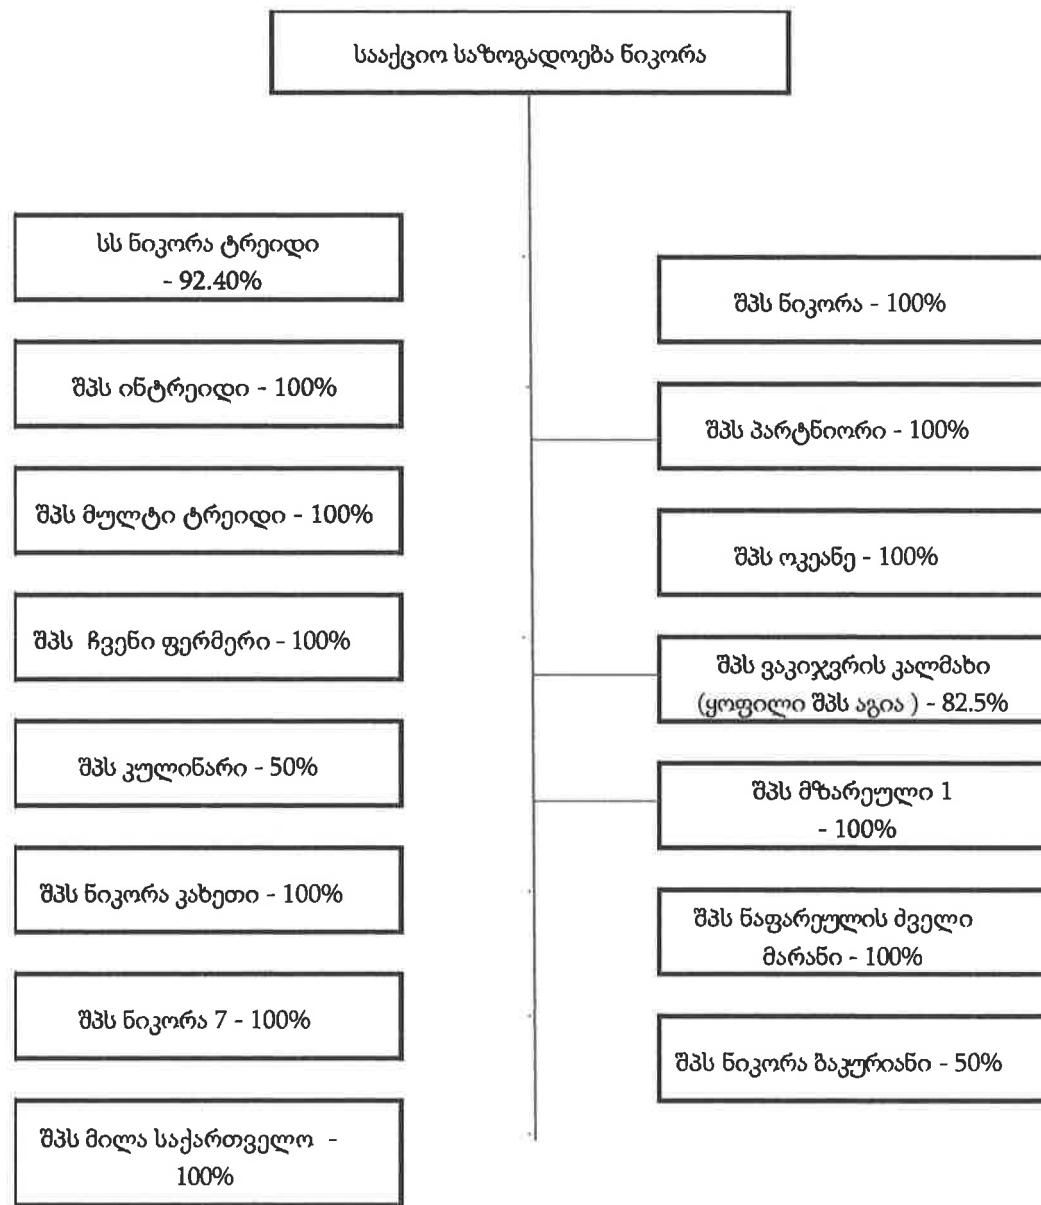 სააქციო საზოგადოება ნიკორა
სს ნიკორა ტრეიდი
- 92.40%
შპს ინტრეიდი - 100%
შპს მულტი ტრეიდი - 100%
შპს ჩვენი ფერმერი - 100%
შპს კულინარი - 50%
შპს ნიკორა კახეთი - 100%
შპს ნიკორა 7 - 100%
შპს მილა საქართველო -
100%
შპს ნიკორა - 100%
შპს პარტნიორი - 100%
შპს ოკეანე - 100%
შპს ვაკიჯვრის კალმახი
(ყოფილი შპს აგია ) - 82.5%
შპს მზარეული 1
- 100%
შპს ნაფარეულის ძველი
მარანი - 100%
შპს ნიკორა ბაკურიანი - 50%